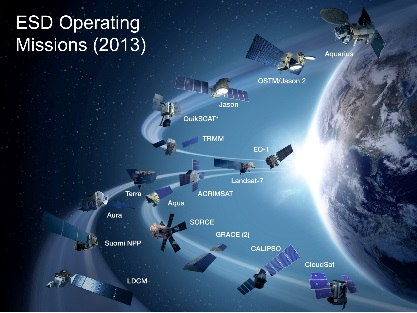 ESD Operating
Missions (2013)
Aquarius
OSTM/Jason 2
Jason
QuikSCAT
TRMM
EO-1
Landsat-7
Terra
ACRIMSAT
Aqua
Aura
SORCE
Suomi NPP
GRACE (2)
CALIPSO
CloudSat
LDCM